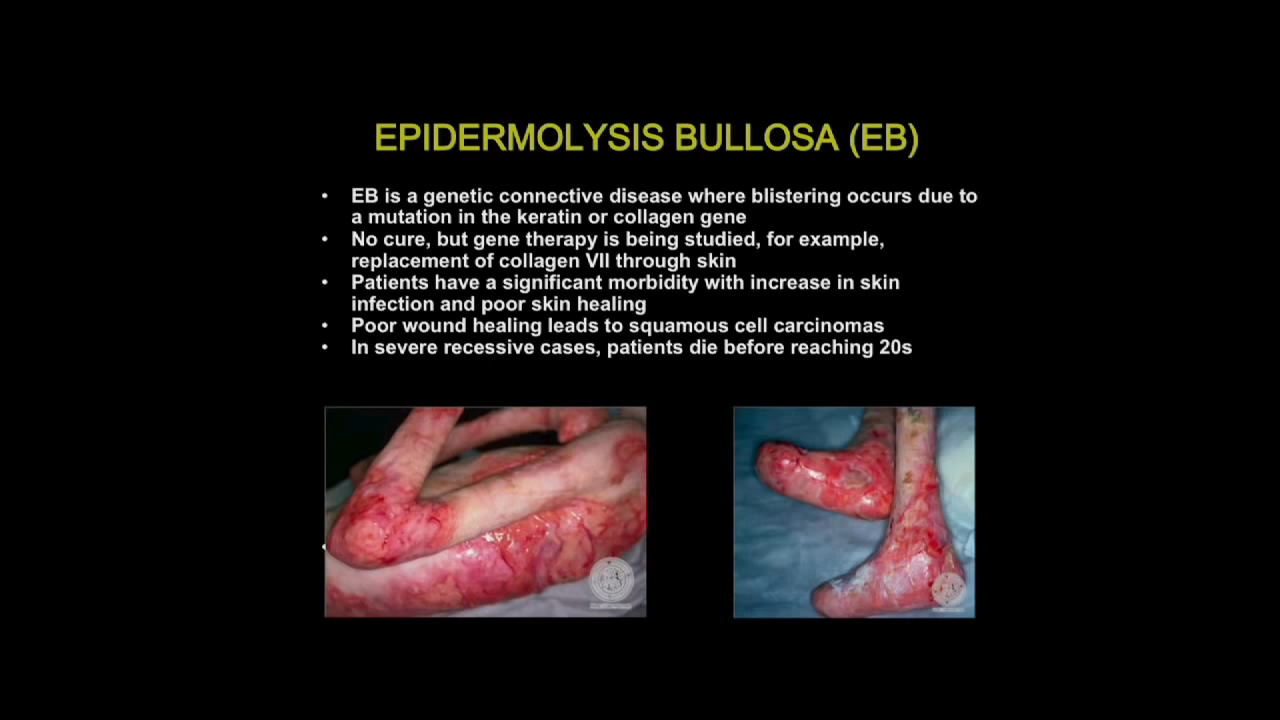 EPIDERMOLYSIS BULLOSA (EB)
• EB is a genetic connective disease where blistering occurs due to
a mutation in the keratin or collagen gene
• No cure, but gene therapy is being studied, for example,
replacement of collagen VII through skin
• Patients have a significant morbidity with increase in skin
infection and poor skin healing
• Poor wound healing leads to squamous cell carcinomas
• In severe recessive cases, patients die before reaching 20s